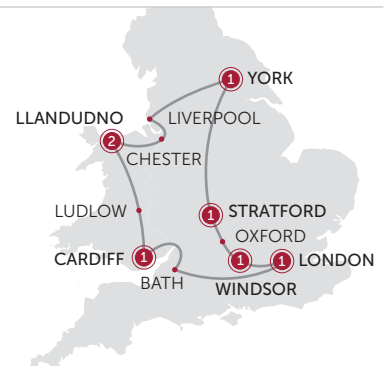 1 YORK
LLANDUDNO
LIVERPOOL
2
CHESTER
LUDLOW
1 STRATFORD
OXFORD
CARDIFF 1
1
1 LONDON
BATH
WINDSOR